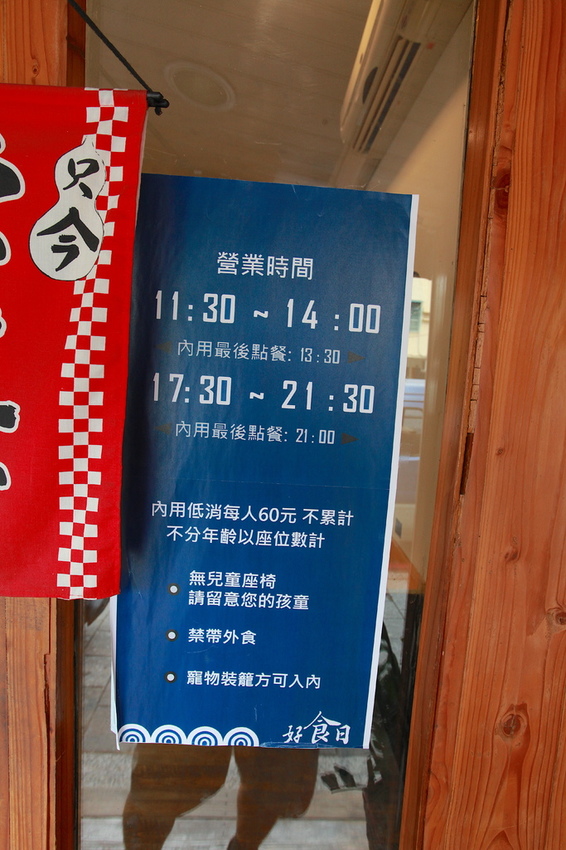 只今
營業時間
11:30 ~ 14:00
內用最後點餐: 13:30
17:30 ~ 21:30
內用最後點餐: 21:00
內用低消每人60元 不累計
不分年齡以座位數計
無兒童座椅
請留意您的孩童
禁帶外食
寵物裝籠方可入內
好食日